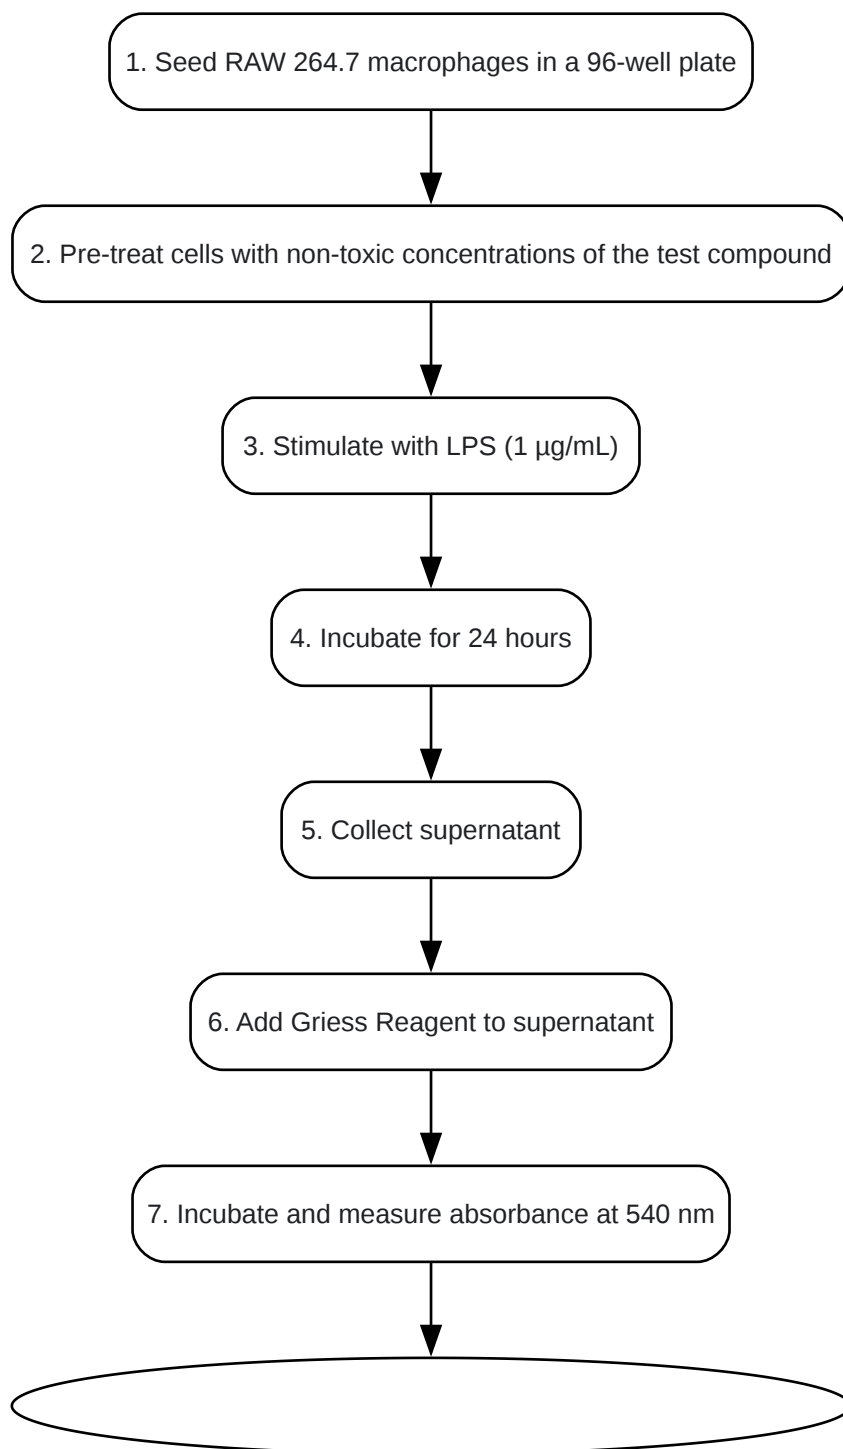 1. Seed RAW 264.7 macrophages in a 96-well plate
2. Pre-treat cells with non-toxic concentrations of the test compound
3. Stimulate with LPS (1 µg/mL)
4. Incubate for 24 hours
5. Collect supernatant
6. Add Griess Reagent to supernatant
7. Incubate and measure absorbance at 540 nm